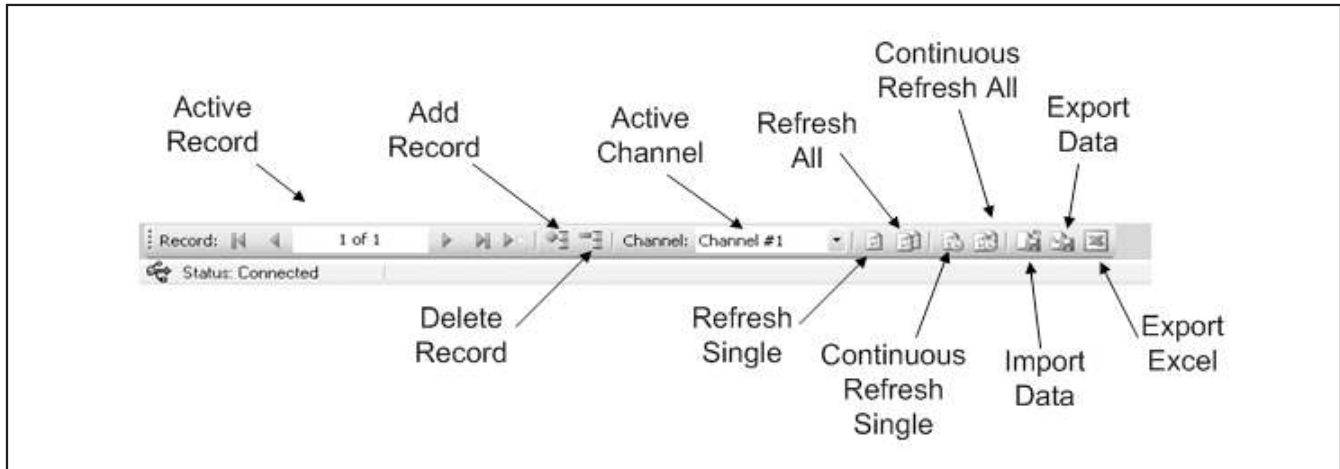 Continuous
Refresh All
Active
Record
Add
Record
Active
Channel
Refresh
All
Export
Data
Record:
1 of 1
Channel: Channel #1
Status: Connected
Delete
Record
Refresh
Single
Continuous
Refresh
Single
Import
Data
Export
Excel